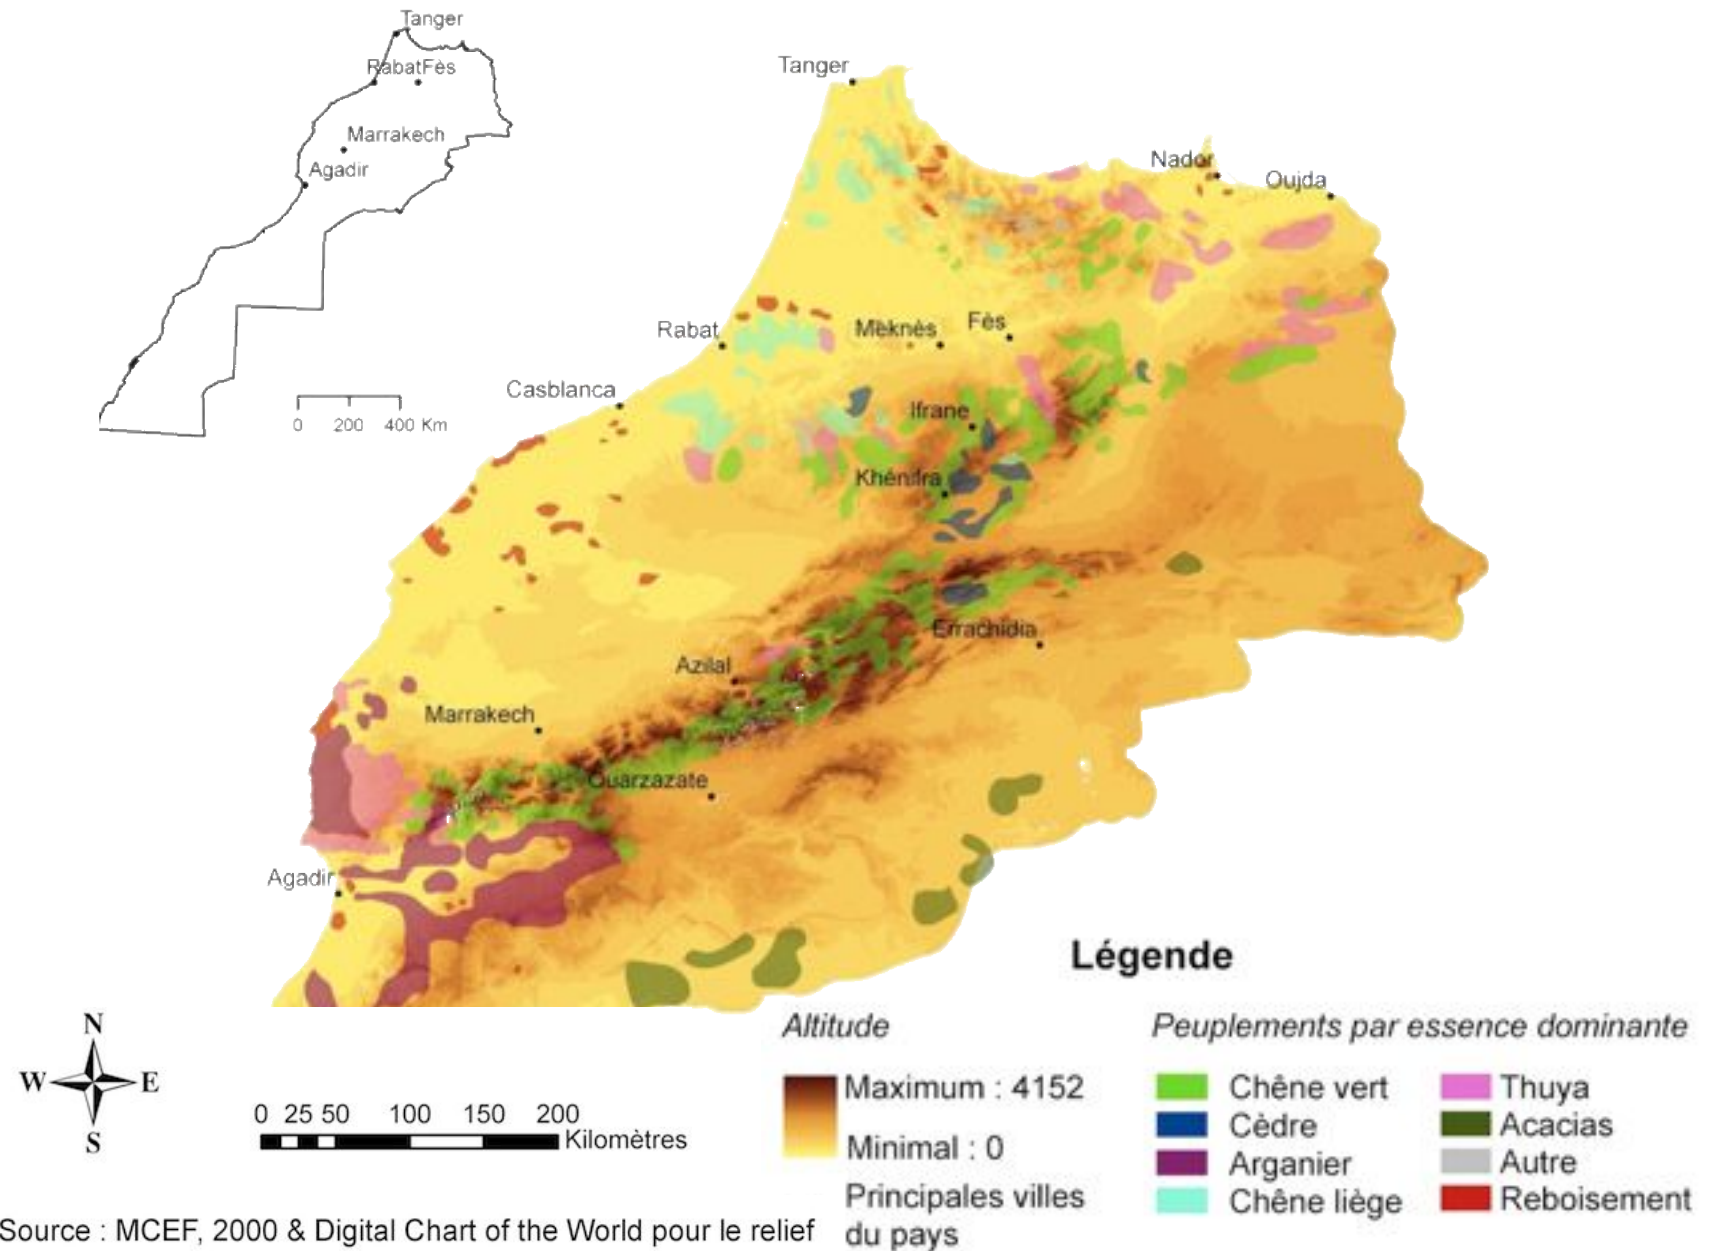 Tanger
RabatFès
Marrakech
Agadir
0 200 400 Km
Tanger
Nador
Oujda
Rabat
Mèknès
Fès
Casblanca
Ifrane
Khénifra
Errachidia
Azilal
Marrakech
Ouarzazate
Agadir
Légende
N
W E
S
0 25 50 100 150 200
Kilomètres
Altitude
Maximum : 4152
Minimal : 0
Principales villes
du pays
Peuplements par essence dominante
Chêne vert
Cèdre
Arganier
Chêne liège
Thuya
Acacias
Autre
Reboisement
Source : MCEF, 2000 & Digital Chart of the World pour le relief